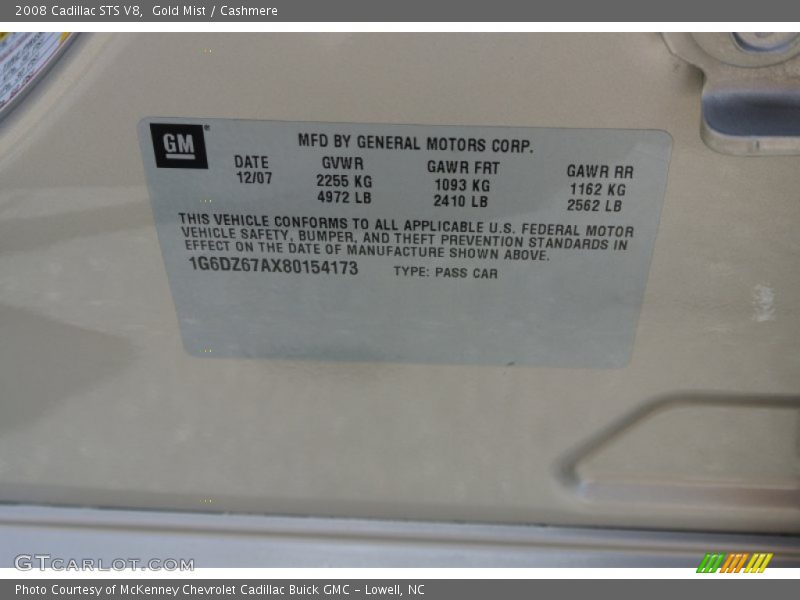 2008 Cadillac STS V8,  Gold Mist / Cashmere
GM
MFD BY GENERAL MOTORS CORP.
DATE GVWR GAWR FRT GAWR RR
12/07 2255 KG 1093 KG 1162 KG
4972 LB 2410 LB 2562 LB
THIS VEHICLE CONFORMS TO ALL APPLICABLE U.S. FEDERAL MOTOR
VEHICLE SAFETY, BUMPER, AND THEFT PREVENTION STANDARDS IN
EFFECT ON THE DATE OF MANUFACTURE SHOWN ABOVE.
1G6DZ67AX80154173 TYPE: PASS CAR
GTCARLOT.COM
Photo Courtesy of McKenney Chevrolet Cadillac Buick GMC – Lowell, NC